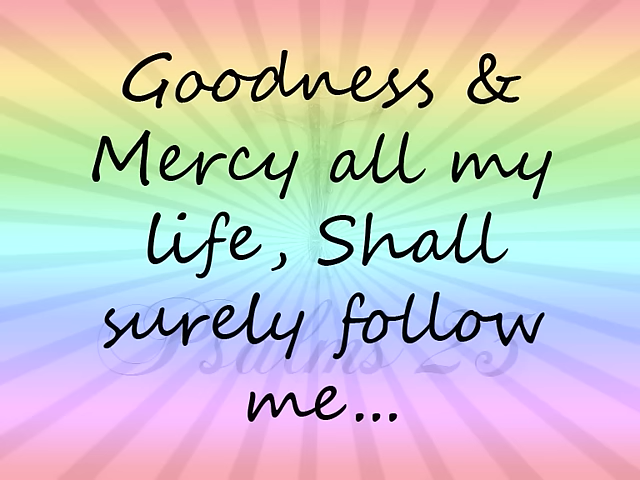 Goodness &
Mercy all my
life, Shall
surely follow
Psalms 23
me...